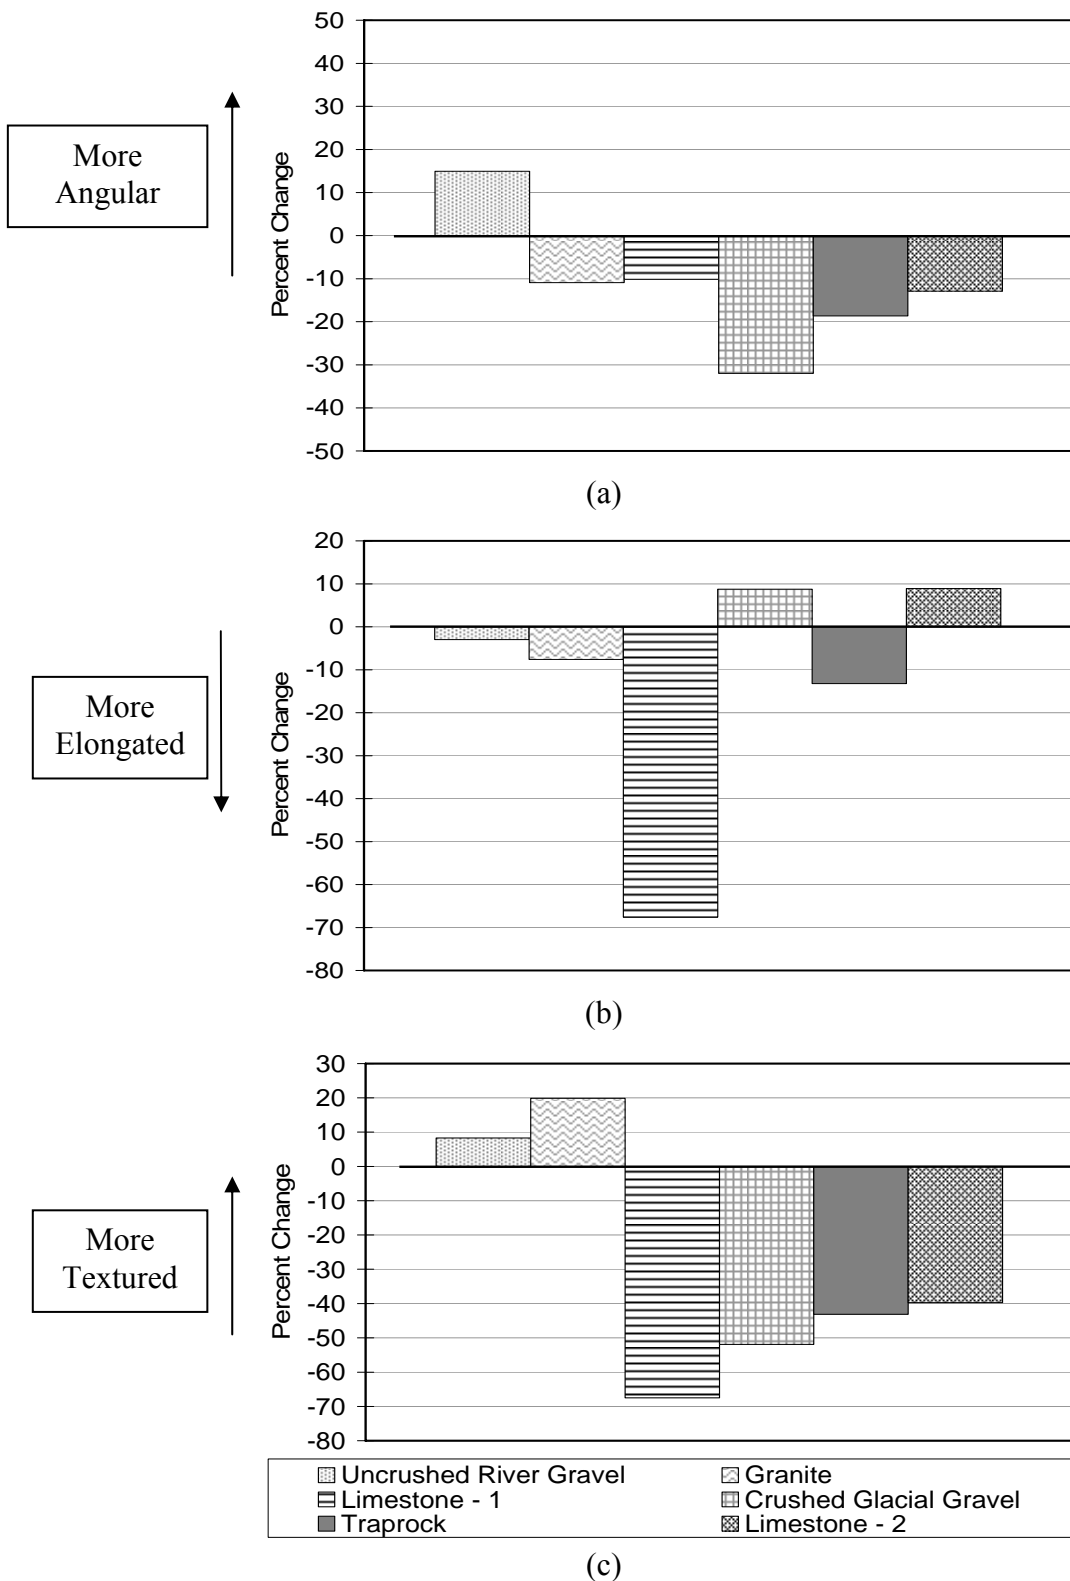 50
40
30
20
10
0
-10
-20
-30
-40
-50
Percent Change
More
Angular
(a)
20
10
0
-10
-20
-30
-40
-50
-60
-70
-80
Percent Change
More
Elongated
(b)
30
20
10
0
-10
-20
-30
-40
-50
-60
-70
-80
Percent Change
More
Textured
Uncrushed River Gravel Granite
Limestone - 1 Crushed Glacial Gravel
Traprock Limestone - 2
(c)